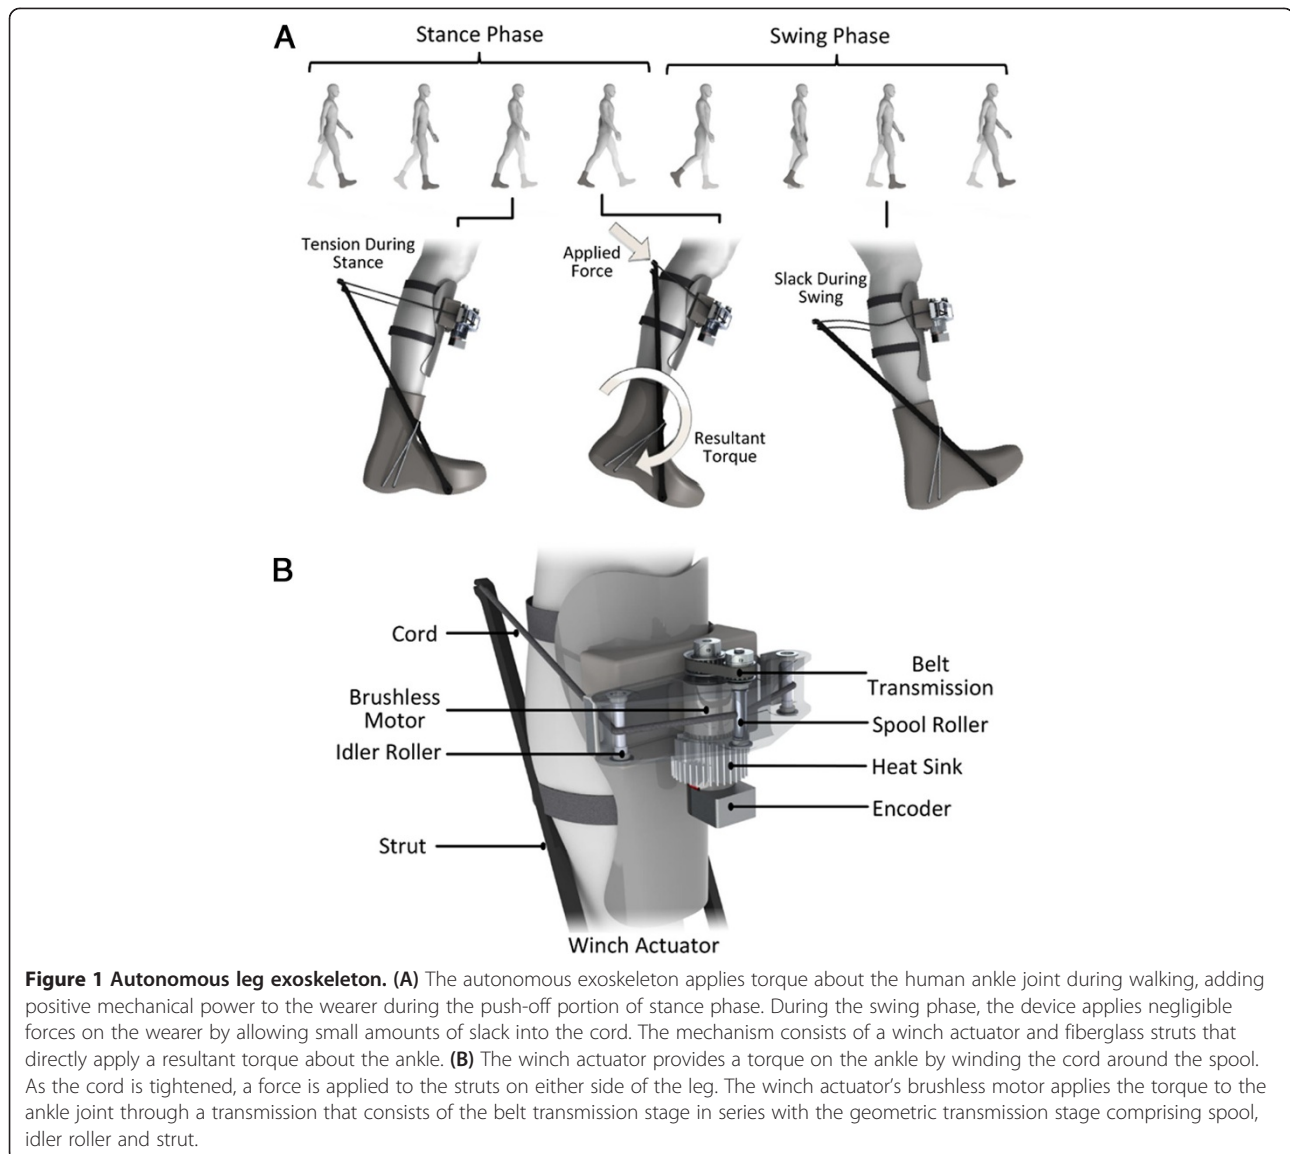 A
Stance Phase
Swing Phase
Tension During
Stance
Applied
Force
Slack During
Swing
Resultant
Torque
B
Cord
Brushless
Motor
Idler Roller
Strut
Belt
Transmission
Spool Roller
Heat Sink
Encoder
Winch Actuator
Figure 1 Autonomous leg exoskeleton. (A) The autonomous exoskeleton applies torque about the human ankle joint during walking, adding
positive mechanical power to the wearer during the push-off portion of stance phase. During the swing phase, the device applies negligible
forces on the wearer by allowing small amounts of slack into the cord. The mechanism consists of a winch actuator and fiberglass struts that
directly apply a resultant torque about the ankle. (B) The winch actuator provides a torque on the ankle by winding the cord around the spool.
As the cord is tightened, a force is applied to the struts on either side of the leg. The winch actuator's brushless motor applies the torque to the
ankle joint through a transmission that consists of the belt transmission stage in series with the geometric transmission stage comprising spool,
idler roller and strut.